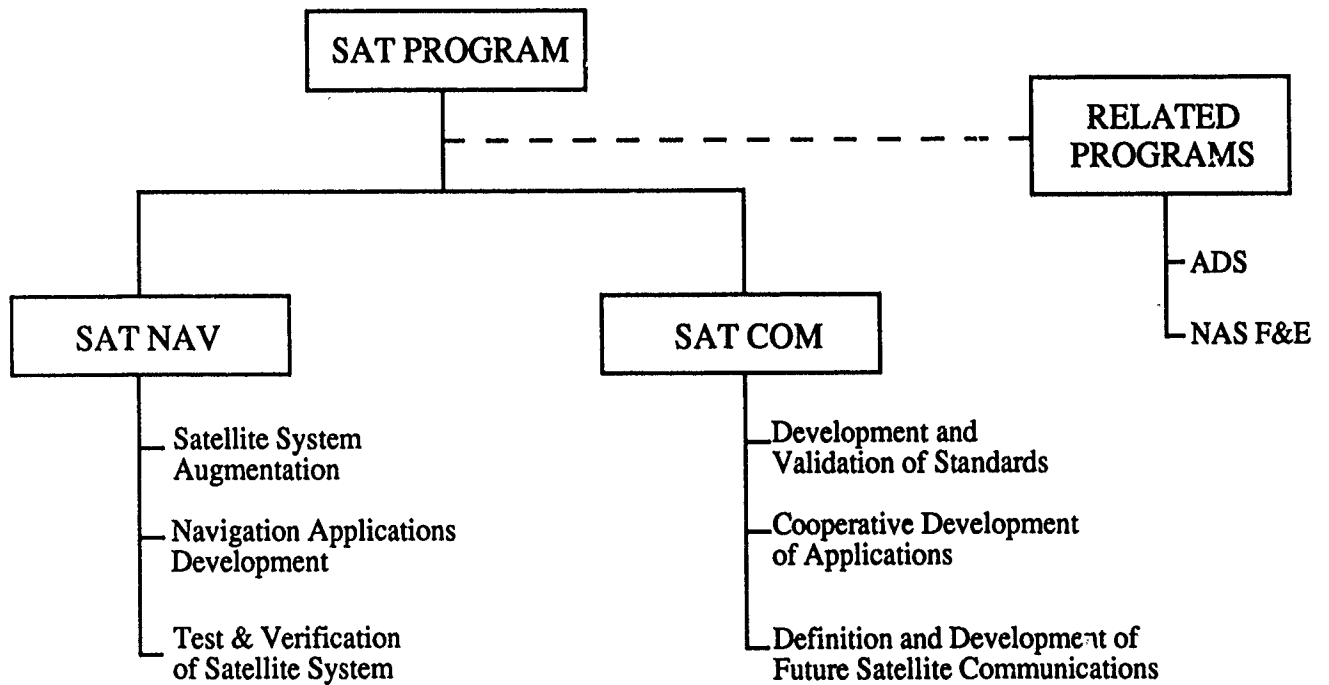 SAT PROGRAM
RELATED
PROGRAMS
ADS
NAS F&E
SAT NAV
Satellite System
Augmentation
Navigation Applications
Development
Test & Verification
of Satellite System
SAT COM
Development and
Validation of Standards
Cooperative Development
of Applications
Definition and Development of
Future Satellite Communications